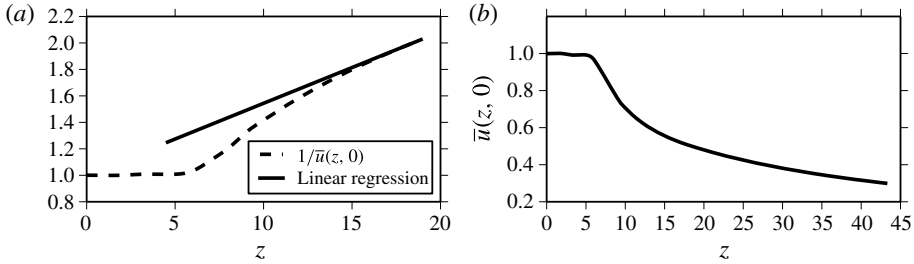 (a)
2.2
2.0
1.8
1.6
1.4
1.2
1.0
0.8
0 5 10 15 20
z
1/u̅(z, 0)
Linear regression
(b)
u̅(z, 0)
1.0
0.8
0.6
0.4
0.2
0 5 10 15 20 25 30 35 40 45
z